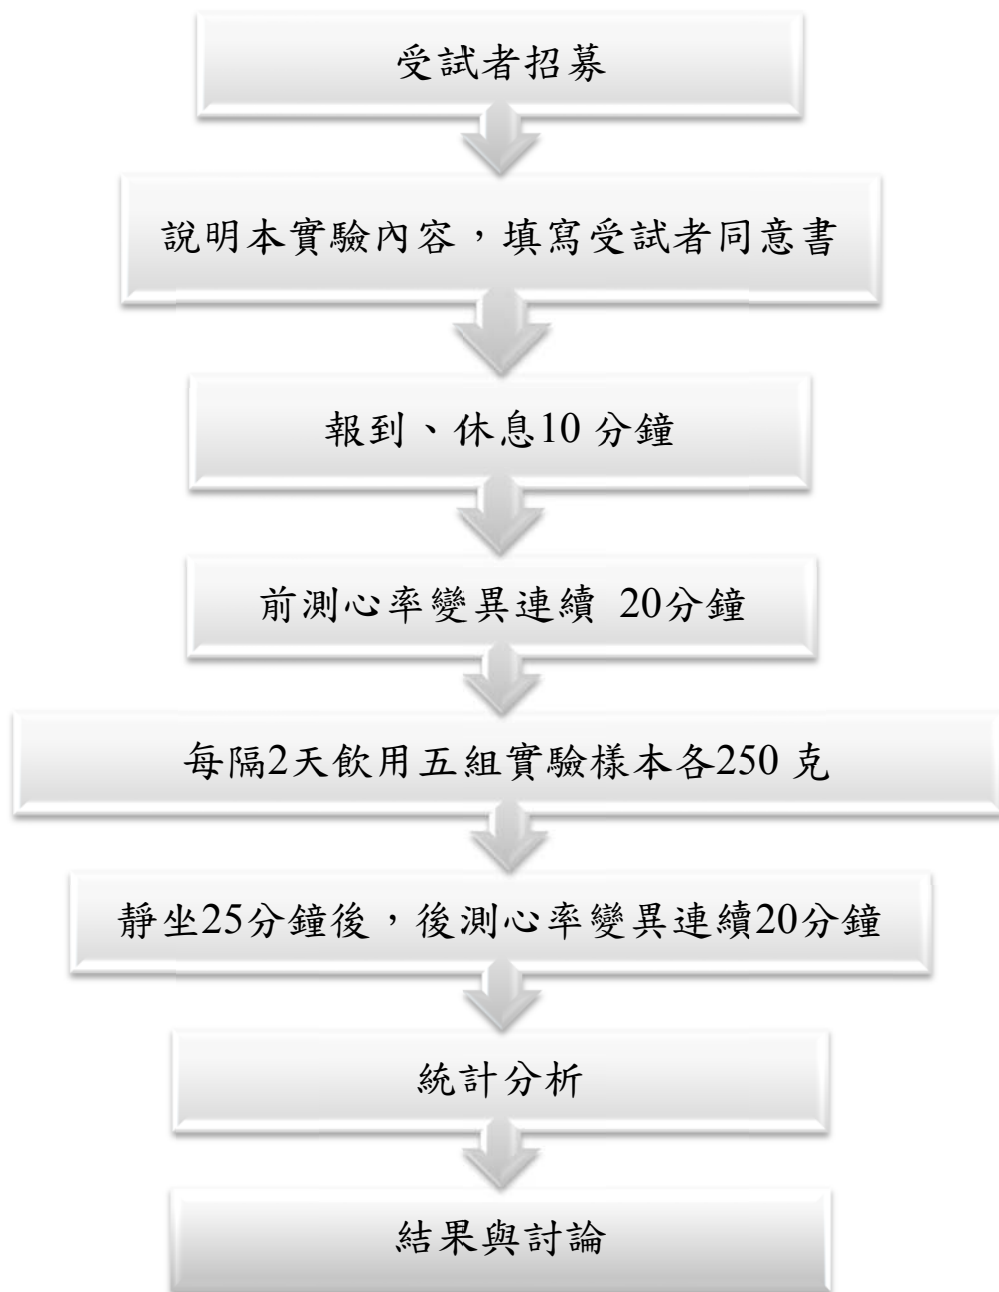 受試者招募
說明本實驗內容，填寫受試者同意書
報到、休息10 分鐘
前測心率變異連續 20分鐘
每隔2天飲用五組實驗樣本各250 克
靜坐25分鐘後，後測心率變異連續20分鐘
統計分析
結果與討論